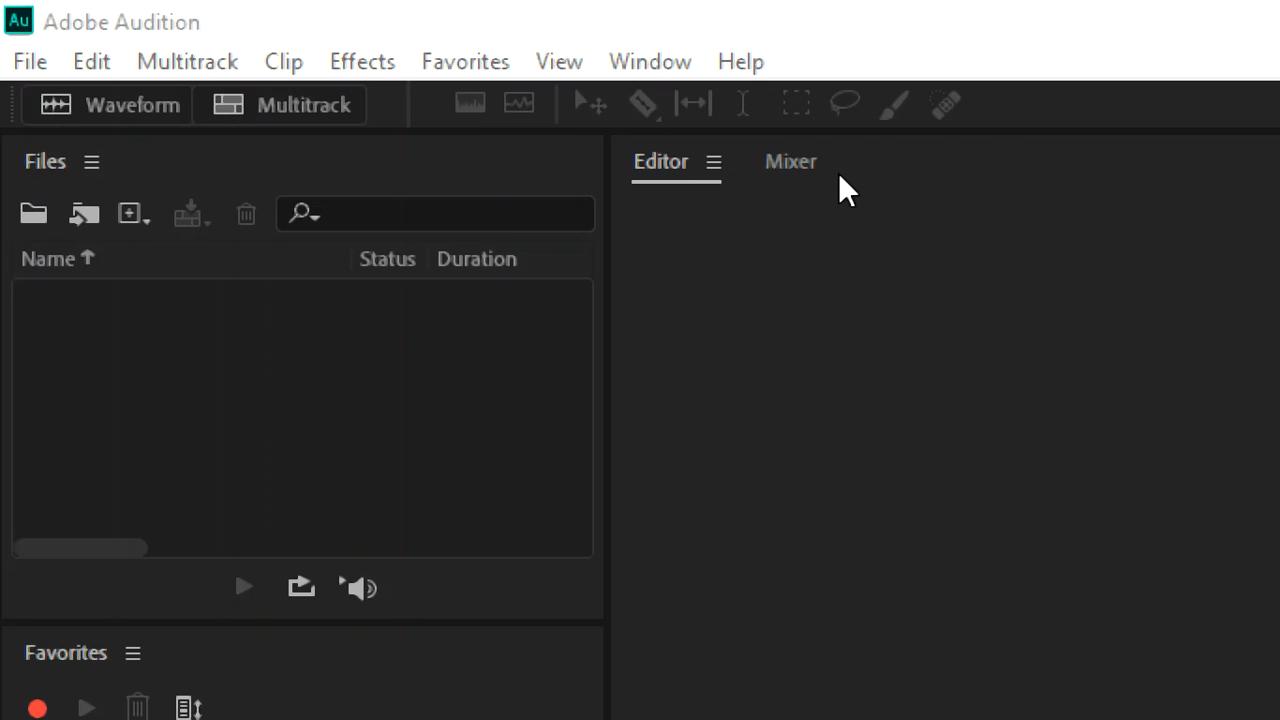 Au Adobe Audition
File Edit Multitrack Clip Effects Favorites View Window Help
Waveform Multitrack
Files
Editor Mixer
Name Status Duration
Favorites